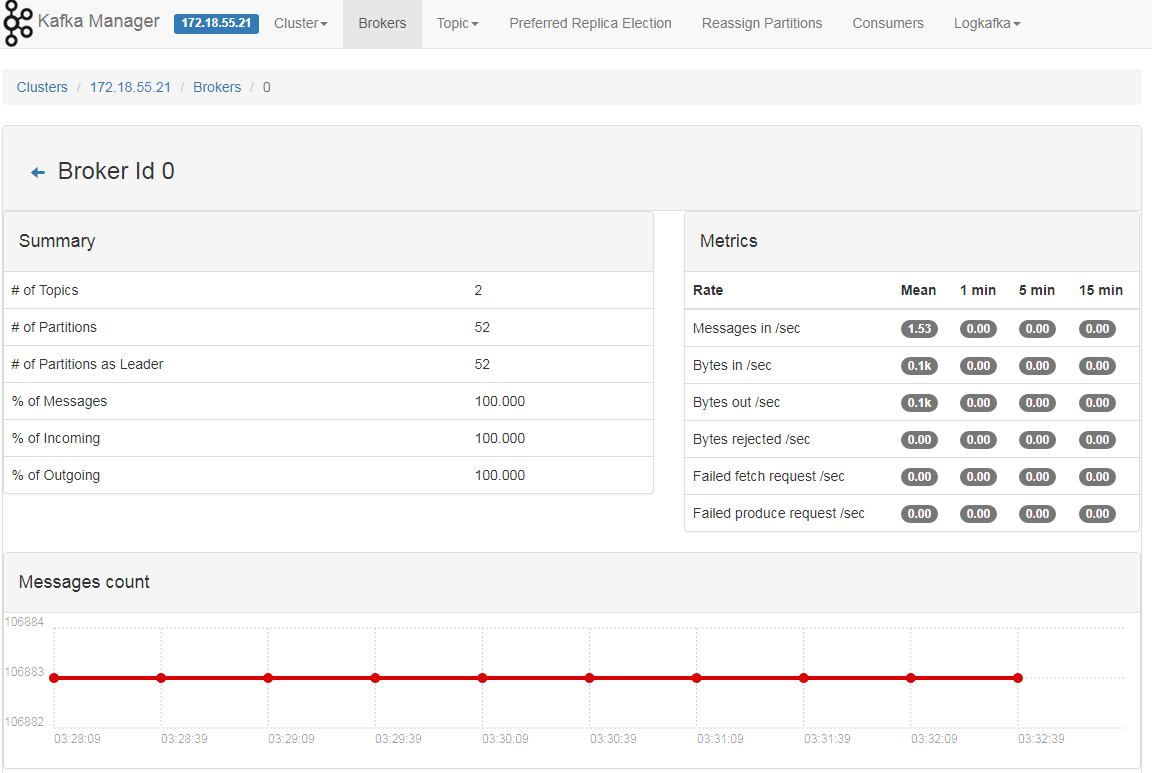 Kafka Manager 172.18.55.21 Cluster Brokers Topic Preferred Replica Election Reassign Partitions Consumers Logkafka
Clusters / 172.18.55.21 / Brokers / 0
Broker Id 0
Summary
# of Topics 2
# of Partitions 52
# of Partitions as Leader 52
% of Messages 100.000
% of Incoming 100.000
% of Outgoing 100.000
Metrics
Rate Mean 1 min 5 min 15 min
Messages in /sec 1.53 0.00 0.00 0.00
Bytes in /sec 0.1k 0.00 0.00 0.00
Bytes out /sec 0.1k 0.00 0.00 0.00
Bytes rejected /sec 0.00 0.00 0.00 0.00
Failed fetch request /sec 0.00 0.00 0.00 0.00
Failed produce request /sec 0.00 0.00 0.00 0.00
Messages count
106884
106883
106882
03:28:09 03:28:39 03:29:09 03:29:39 03:30:09 03:30:39 03:31:09 03:31:39 03:32:09 03:32:39